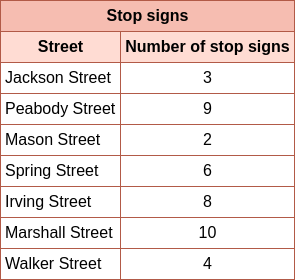 Stop signs
Street Number of stop signs
Jackson Street 3
Peabody Street 9
Mason Street 2
Spring Street 6
Irving Street 8
Marshall Street 10
Walker Street 4